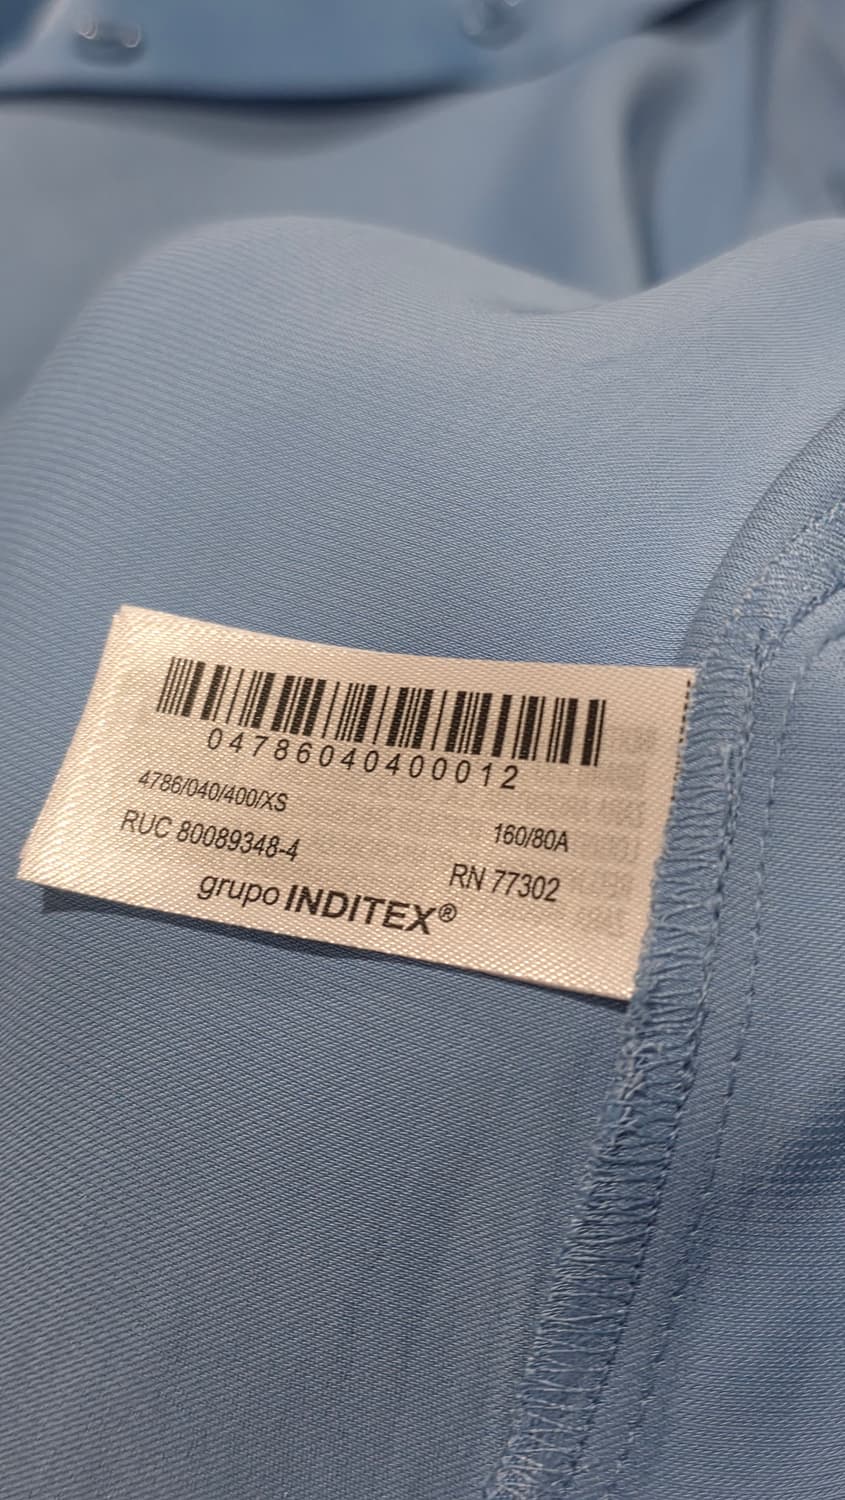 04786040400012
4786/040/400/XS
160/80A
RUC 80089348-4
RN 77302
grupo INDITEX®